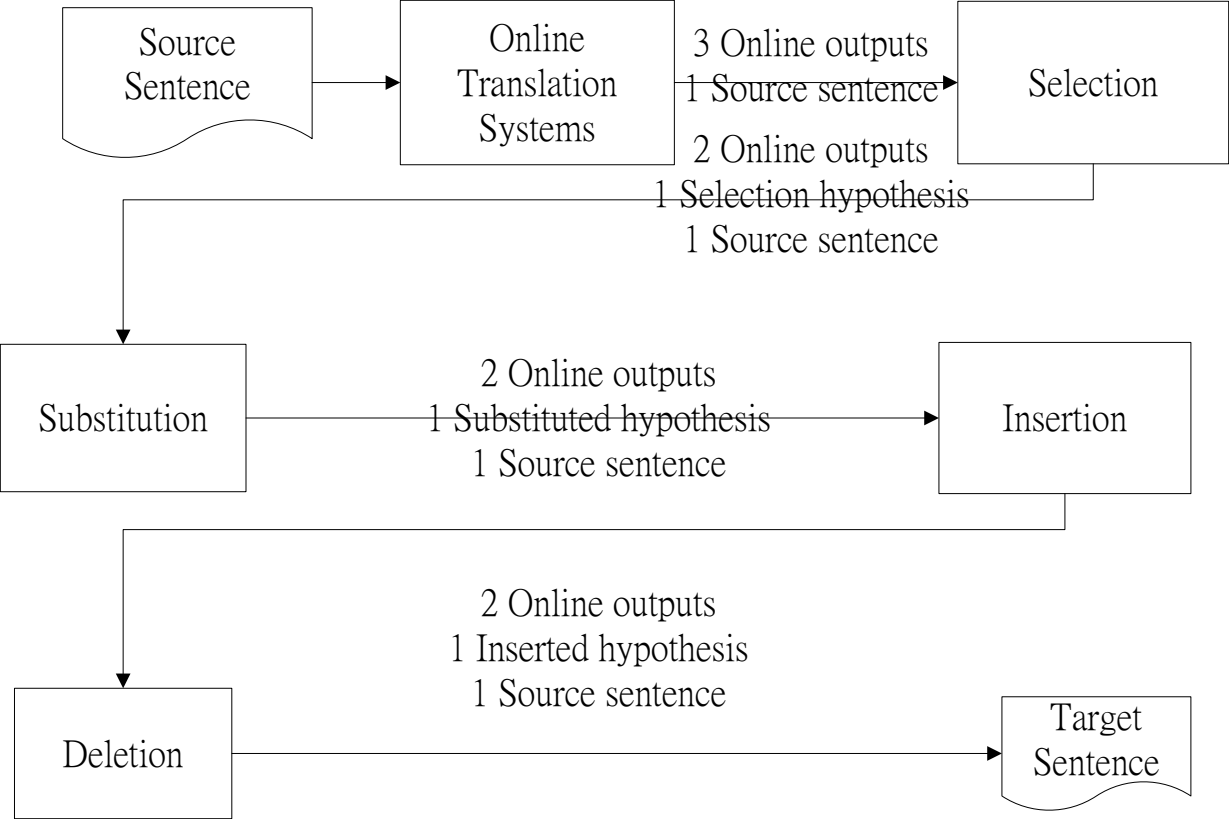 Source
Sentence
Online
Translation
Systems
3 Online outputs
1 Source sentence
Selection
2 Online outputs
1 Selection hypothesis
1 Source sentence
Substitution
2 Online outputs
1 Substituted hypothesis
1 Source sentence
Insertion
2 Online outputs
1 Inserted hypothesis
1 Source sentence
Deletion
Target
Sentence